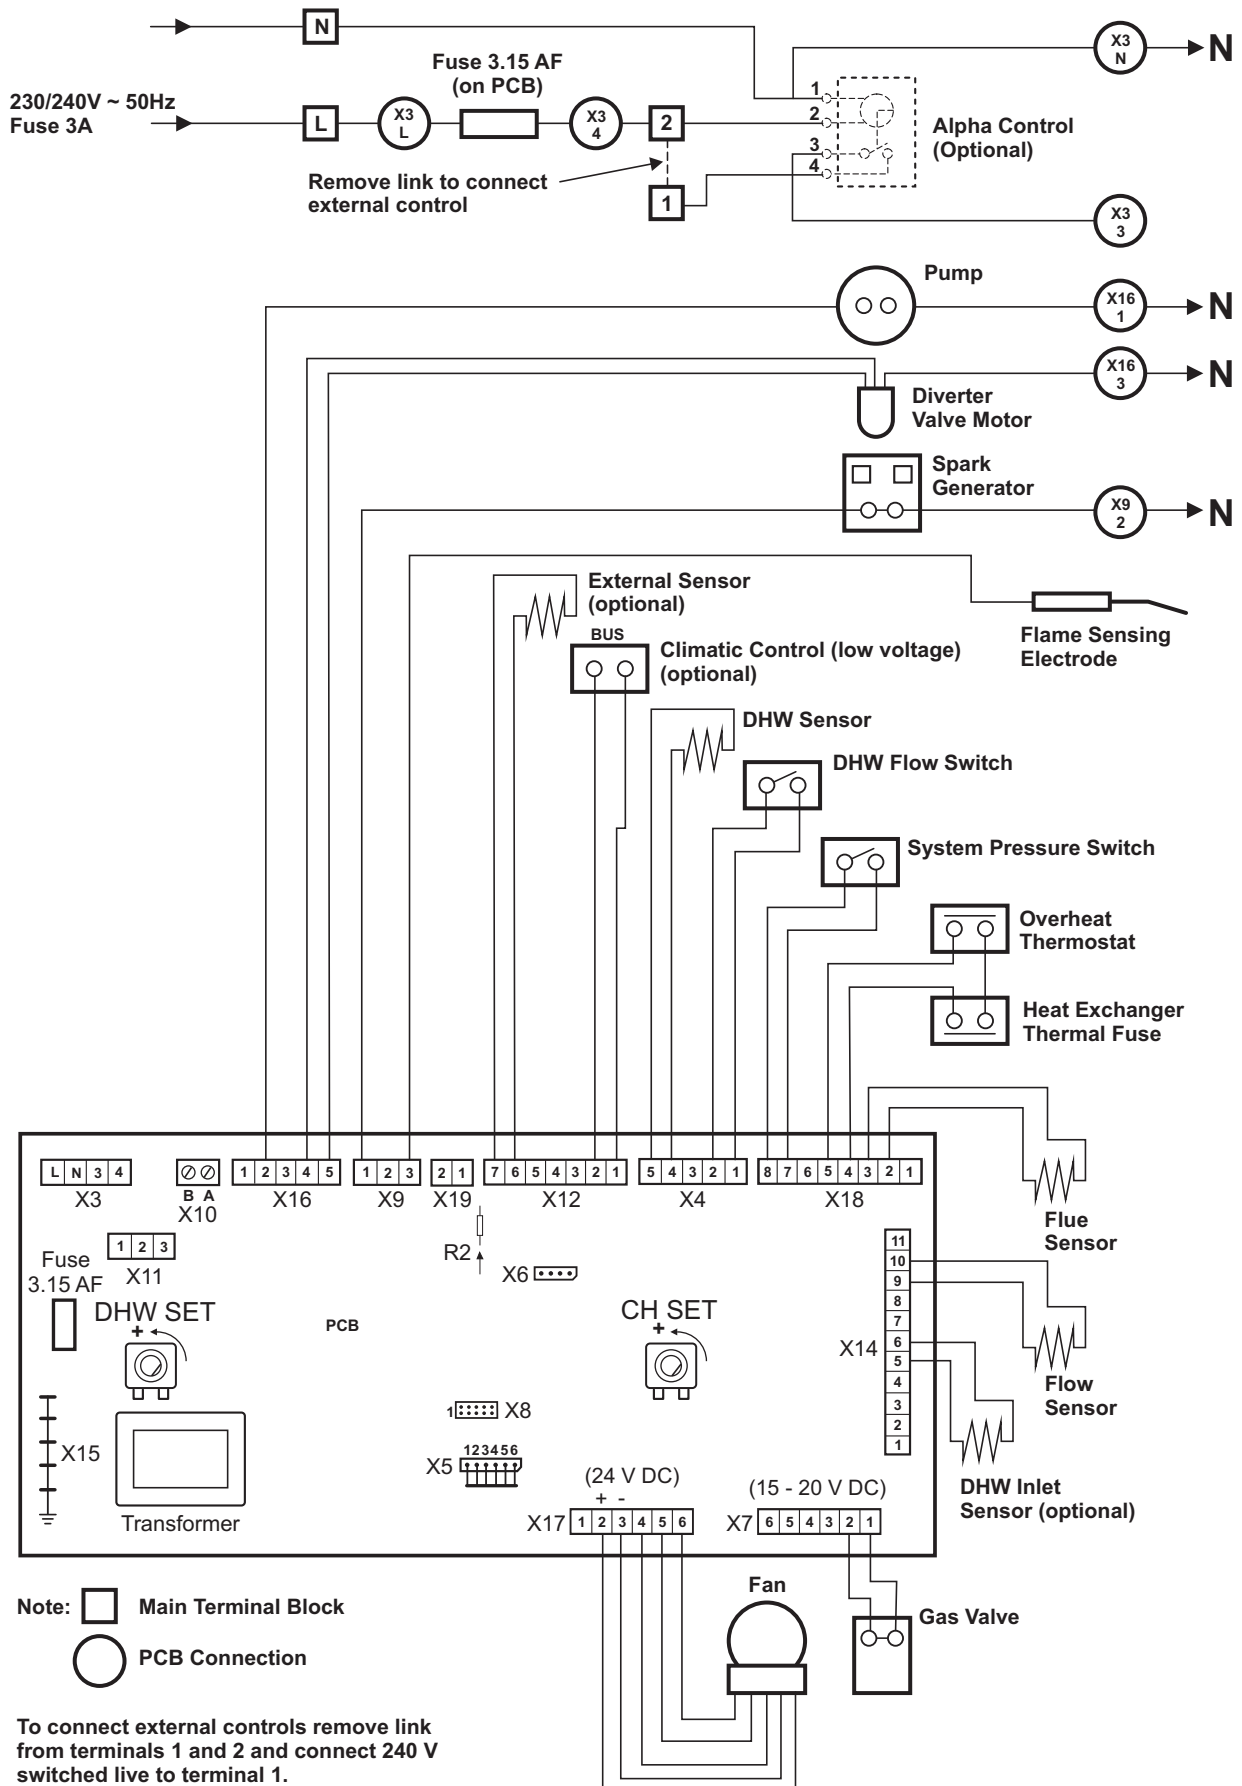 N
Fuse 3.15 AF
(on PCB)
X3
N
N
230/240V ~ 50Hz
Fuse 3A
L
X3
L
X3
4
2
1
2
3
4
Alpha Control
(Optional)
Remove link to connect
external control
1
X3
3
Pump
X16
1
N
X16
3
N
Diverter
Valve Motor
Spark
Generator
X9
2
N
External Sensor
(optional)
BUS
Climatic Control (low voltage)
(optional)
Flame Sensing
Electrode
DHW Sensor
DHW Flow Switch
System Pressure Switch
Overheat
Thermostat
Heat Exchanger
Thermal Fuse
L N 3 4
X3
B A
X10
1 2 3 4 5
X16
1 2 3
X9
2 1
X19
7 6 5 4 3 2 1
X12
5 4 3 2 1
X4
8 7 6 5 4 3 2 1
X18
Flue
Sensor
1 2 3
X11
Fuse
3.15 AF
R2
X6
DHW SET
+
PCB
CH SET
+
11
10
9
8
7
6
5
4
3
2
1
X14
Flow
Sensor
X15
Transformer
1
X8
123456
X5
(24 V DC)
+ -
X17
1 2 3 4 5 6
(15 - 20 V DC)
X7
6 5 4 3 2 1
DHW Inlet
Sensor (optional)
Note:
Main Terminal Block
PCB Connection
Fan
Gas Valve
To connect external controls remove link
from terminals 1 and 2 and connect 240 V
switched live to terminal 1.